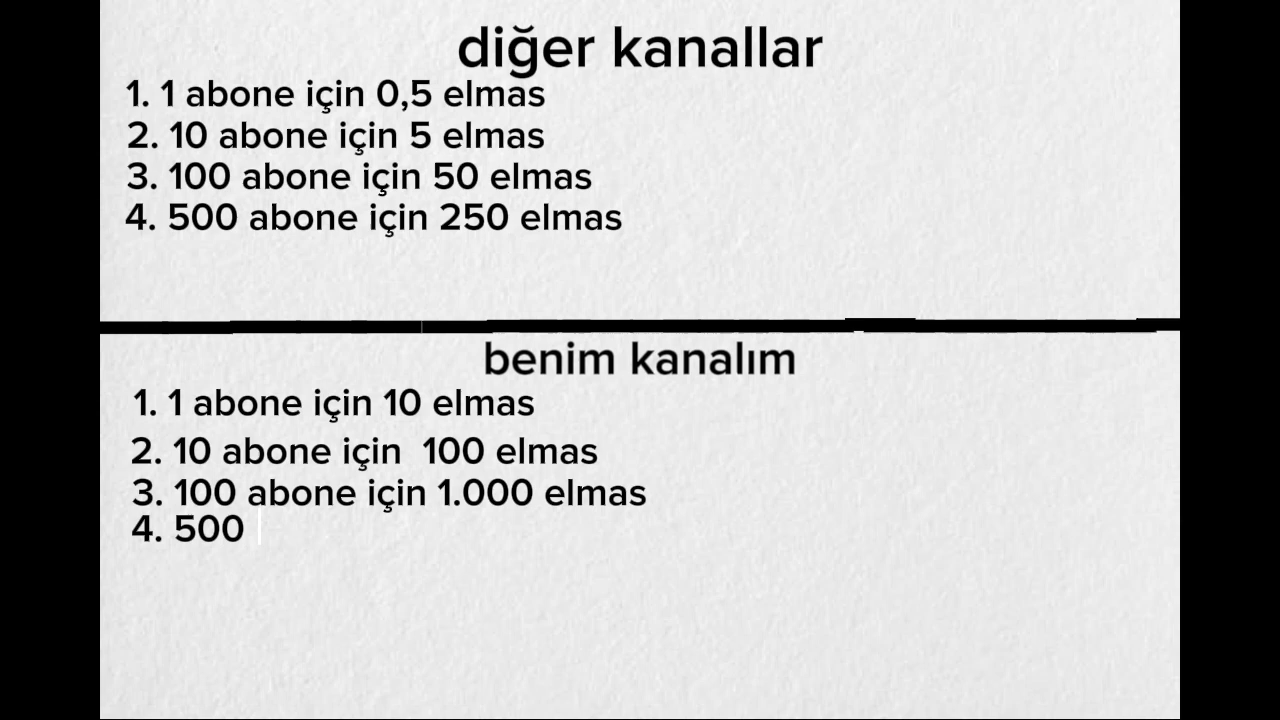 diğer kanallar
1. 1 abone için 0,5 elmas
2. 10 abone için 5 elmas
3. 100 abone için 50 elmas
4. 500 abone için 250 elmas
benim kanalım
1. 1 abone için 10 elmas
2. 10 abone için  100 elmas
3. 100 abone için 1.000 elmas
4. 500